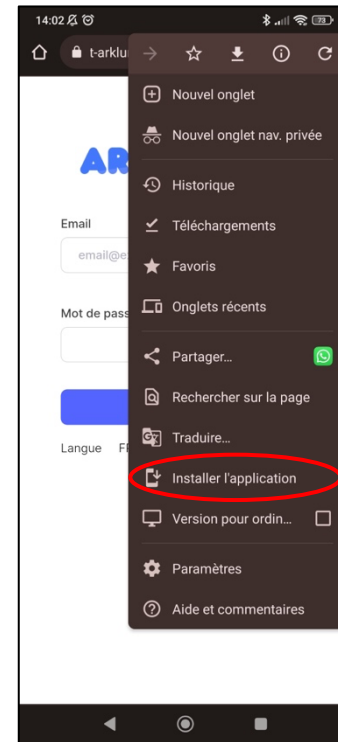 14:02
73
t-arklu
Nouvel onglet
Nouvel onglet nav. privée
AR
Historique
Email
Téléchargements
email@e
Favoris
Onglets récents
Mot de pass
Partager...
Rechercher sur la page
Traduire...
Langue
Installer l'application
Version pour ordin...
Paramètres
Aide et commentaires